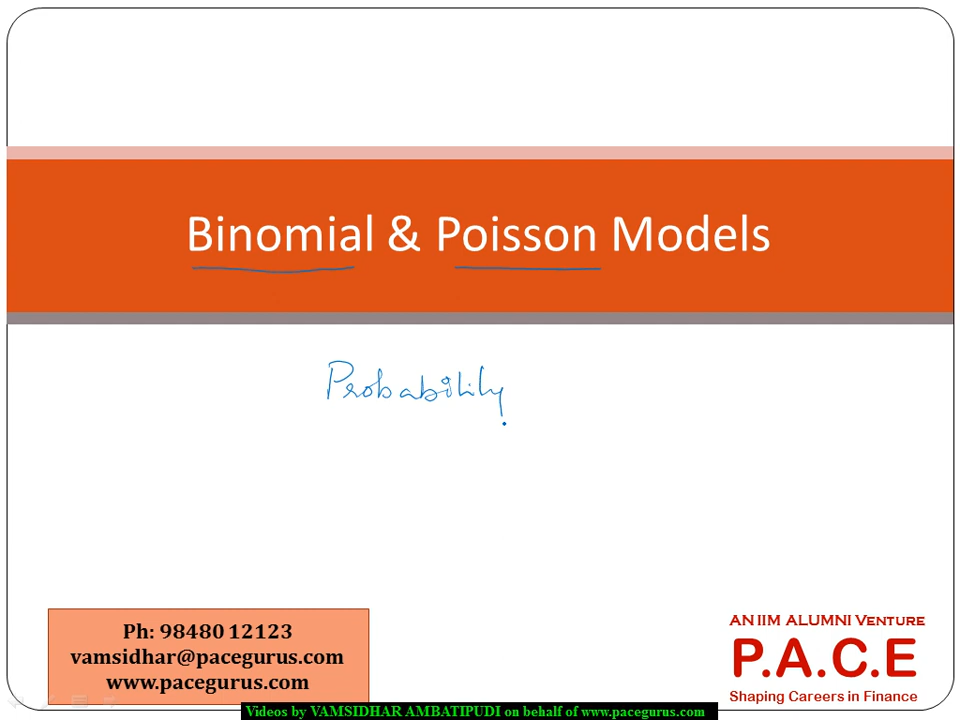 Binomial & Poisson Models
Probability
Ph: 98480 12123
vamsidhar@pacegurus.com
www.pacegurus.com
AN IIM ALUMNI VENTURE
P.A.C.E
Shaping Careers in Finance
Videos by VAMSIDHAR AMBATIPUDI on behalf of www.pacegurus.com